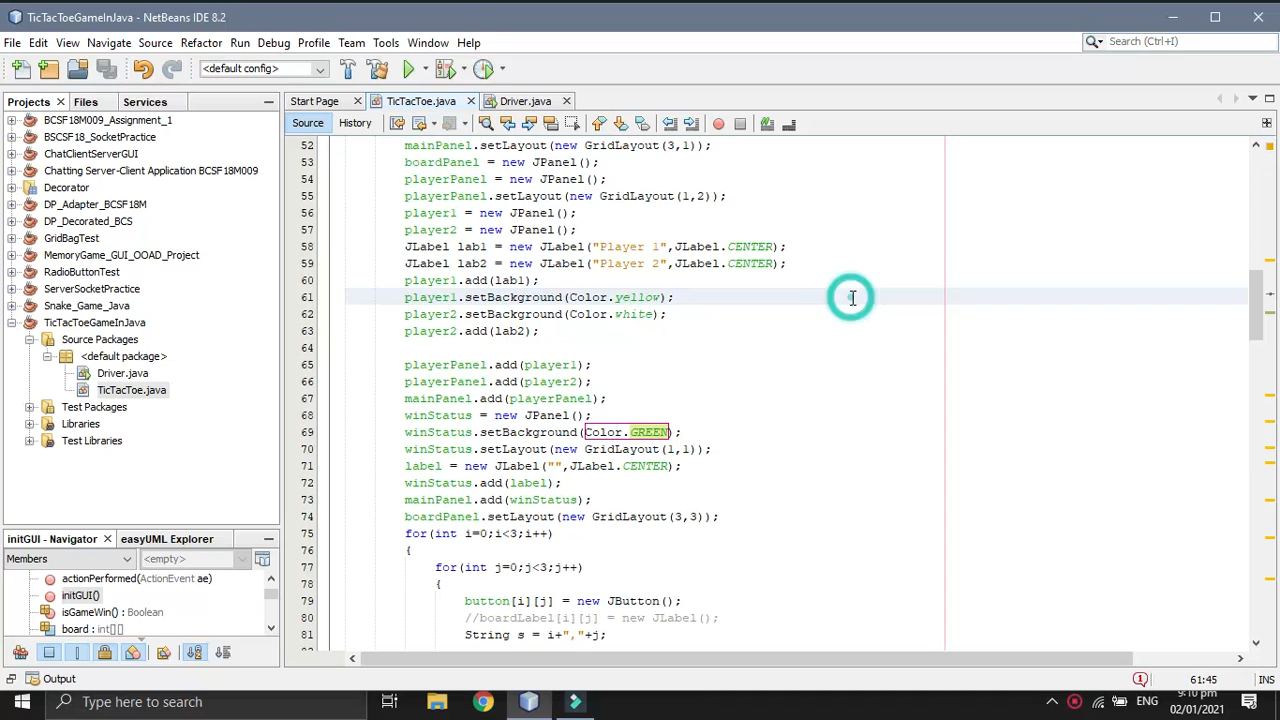 TicTacToeGameInJava - NetBeans IDE 8.2
File Edit View Navigate Source Refactor Run Debug Profile Team Tools Window Help
Search (Ctrl+I)
<default config>
Projects Files Services
Start Page TicTacToe.java Driver.java
Source History
BCSF18M009_Assignment_1
BSCSF18_SocketPractice
ChatClientServerGUI
Chatting Server-Client Application BCSF18M009
Decorator
DP_Adapter_BCSF18M
DP_Decorated_BCS
GridBagTest
MemoryGame_GUI_OOAD_Project
RadioButtonTest
ServerSocketPractice
Snake_Game_Java
TicTacToeGameInJava
Source Packages
<default package>
Driver.java
TicTacToe.java
Test Packages
Libraries
Test Libraries
initGUI - Navigator easyUML Explorer
Members <empty>
actionPerformed(ActionEvent ae)
initGUI()
isGameWin() : Boolean
board : int[][]
52 mainPanel.setLayout(new GridLayout(3,1));
53 boardPanel = new JPanel();
54 playerPanel = new JPanel();
55 playerPanel.setLayout(new GridLayout(1,2));
56 player1 = new JPanel();
57 player2 = new JPanel();
58 JLabel lab1 = new JLabel("Player 1",JLabel.CENTER);
59 JLabel lab2 = new JLabel("Player 2",JLabel.CENTER);
60 player1.add(lab1);
61 player1.setBackground(Color.yellow);
62 player2.setBackground(Color.white);
63 player2.add(lab2);
64
65 playerPanel.add(player1);
66 playerPanel.add(player2);
67 mainPanel.add(playerPanel);
68 winStatus = new JPanel();
69 winStatus.setBackground(Color.GREEN);
70 winStatus.setLayout(new GridLayout(1,1));
71 label = new JLabel("",JLabel.CENTER);
72 winStatus.add(label);
73 mainPanel.add(winStatus);
74 boardPanel.setLayout(new GridLayout(3,3));
75 for(int i=0;i<3;i++)
76 {
77 for(int j=0;j<3;j++)
78 {
79 button[i][j] = new JButton();
80 //boardLabel[i][j] = new JLabel();
81 String s = i+","+j;
Output
1 61:45 INS
Type here to search
ENG
9:10 pm
02/01/2021